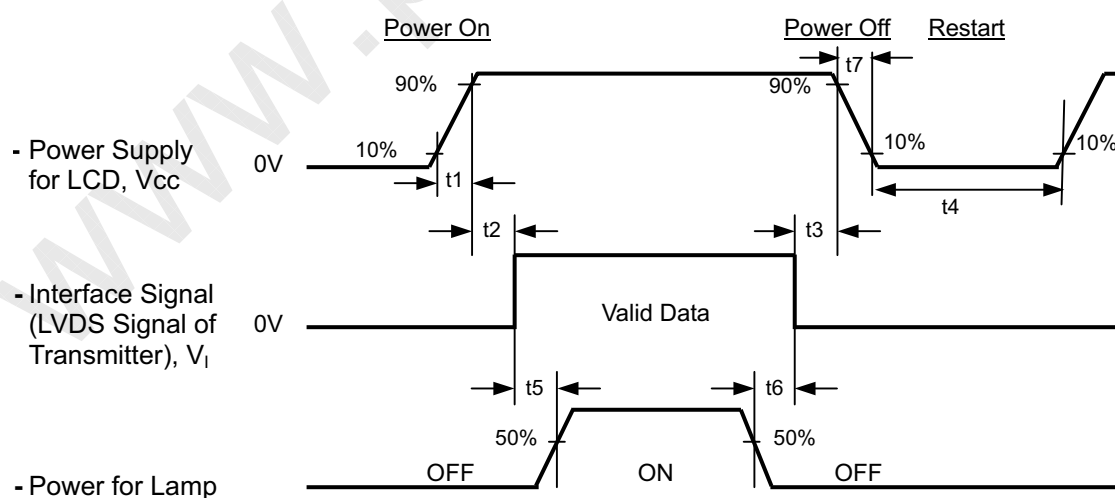 Power On
Power Off
Restart
t7
90%
90%
10%
10%
10%
- Power Supply for LCD, Vcc
0V
t1
t4
t2
t3
- Interface Signal (LVDS Signal of Transmitter), VI
0V
Valid Data
t5
t6
50%
50%
- Power for Lamp
OFF
ON
OFF
www.p